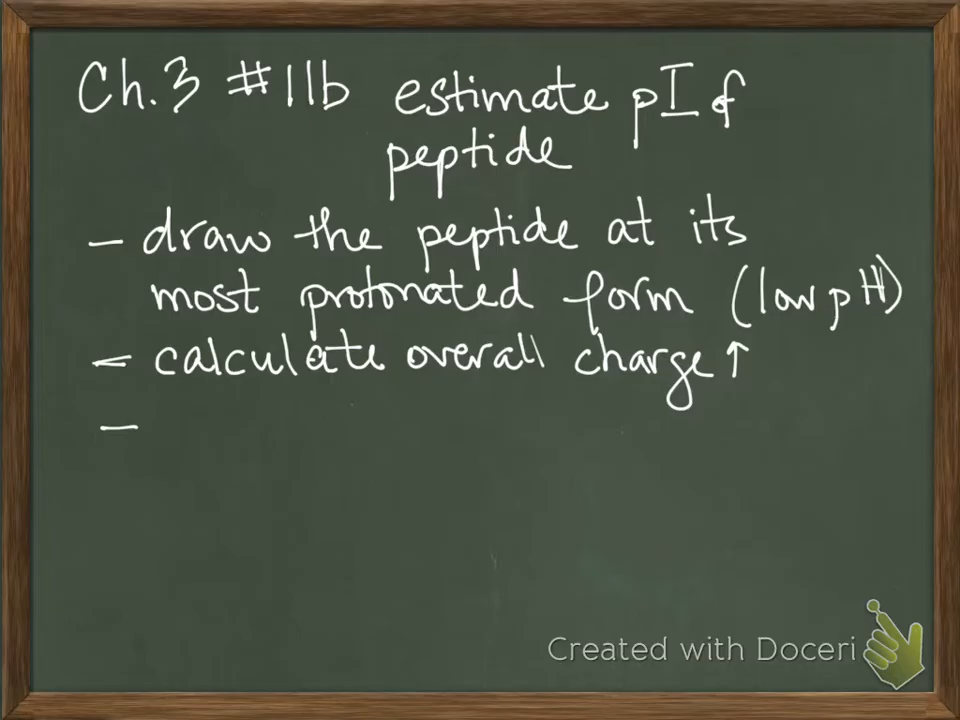 Ch.3 #11b estimate pI of
peptide
- draw the peptide at its
most protonated form (low pH)
- calculate overall charge ↑
-
Created with Doceri